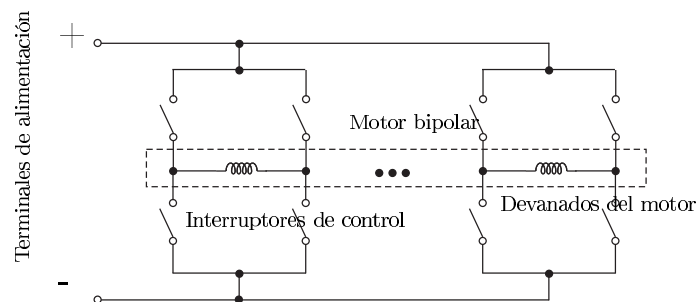 Terminales de alimentación
+
Motor bipolar
Devanados del motor
Interruptores de control
-